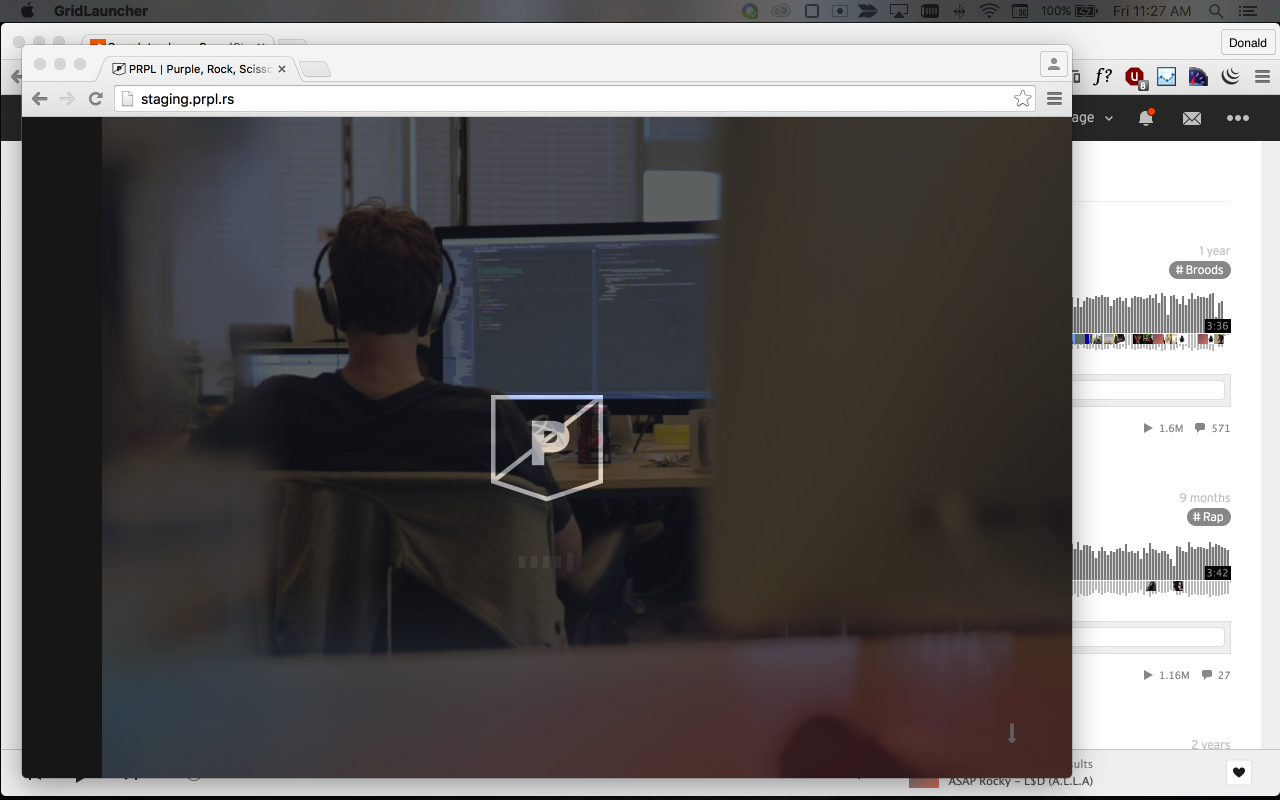 GridLauncher
100%
Fri 11:27 AM
Donald
PRPL | Purple, Rock, Scisso
staging.prpl.rs
f?
8
age
1 year
# Broods
3:36
1.6M
571
9 months
# Rap
3:42
1.16M
27
2 years
ults
ASAP Rocky – L$D (A.L.L.A)